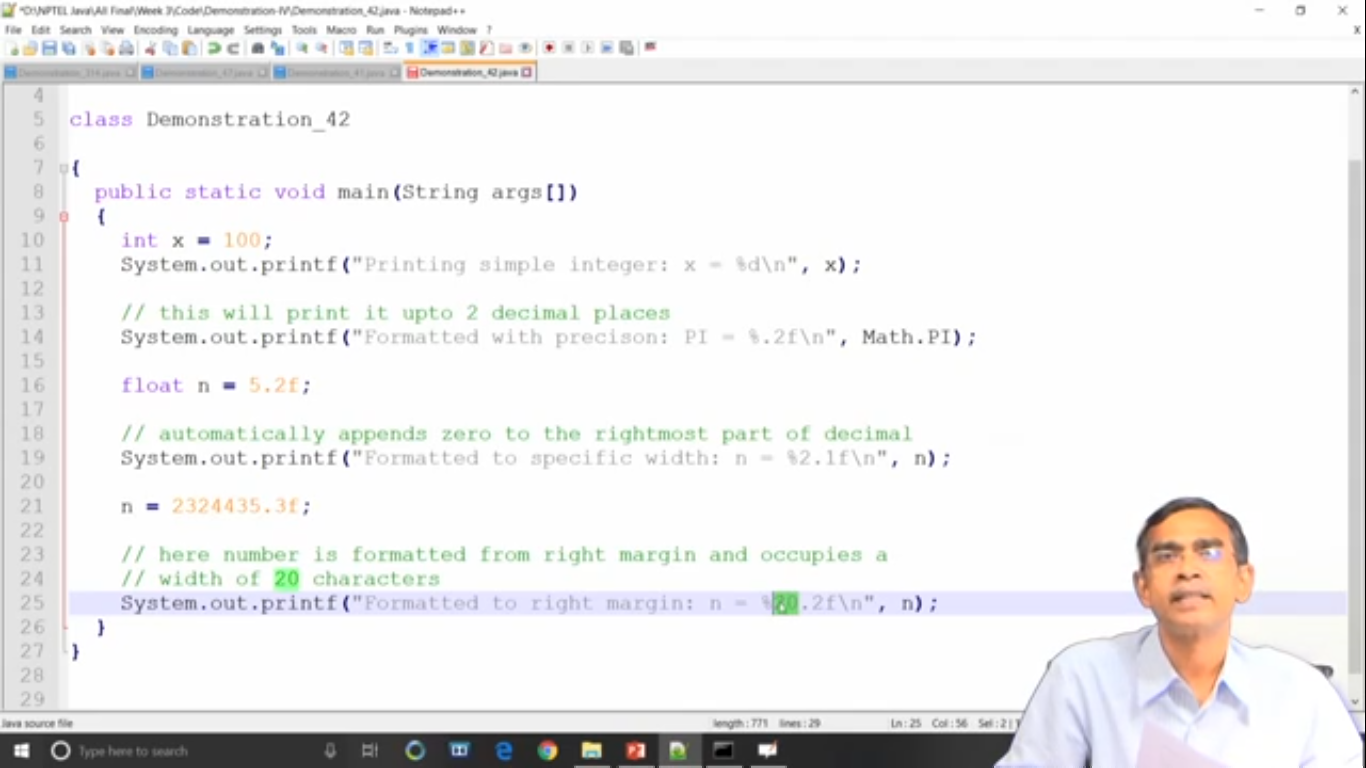 *D:\NPTEL Java\All Final\Week 3\Code\Demonstration-IV\Demonstration_42.java - Notepad++
File Edit Search View Encoding Language Settings Tools Macro Run Plugins Window ?
X
Demonstration_42.java
4
5 class Demonstration_42
6
7 {
8 public static void main(String args[])
9 {
10 int x = 100;
11 System.out.printf("Printing simple integer: x = %d\n", x);
12
13 // this will print it upto 2 decimal places
14 System.out.printf("Formatted with precison: PI = %.2f\n", Math.PI);
15
16 float n = 5.2f;
17
18 // automatically appends zero to the rightmost part of decimal
19 System.out.printf("Formatted to specific width: n = %2.1f\n", n);
20
21 n = 2324435.3f;
22
23 // here number is formatted from right margin and occupies a
24 // width of 20 characters
25 System.out.printf("Formatted to right margin: n = %20.2f\n", n);
26 }
27 }
28
29
Java source file length : 771 lines : 29 Ln : 25 Col : 56 Sel : 2 |
Type here to search